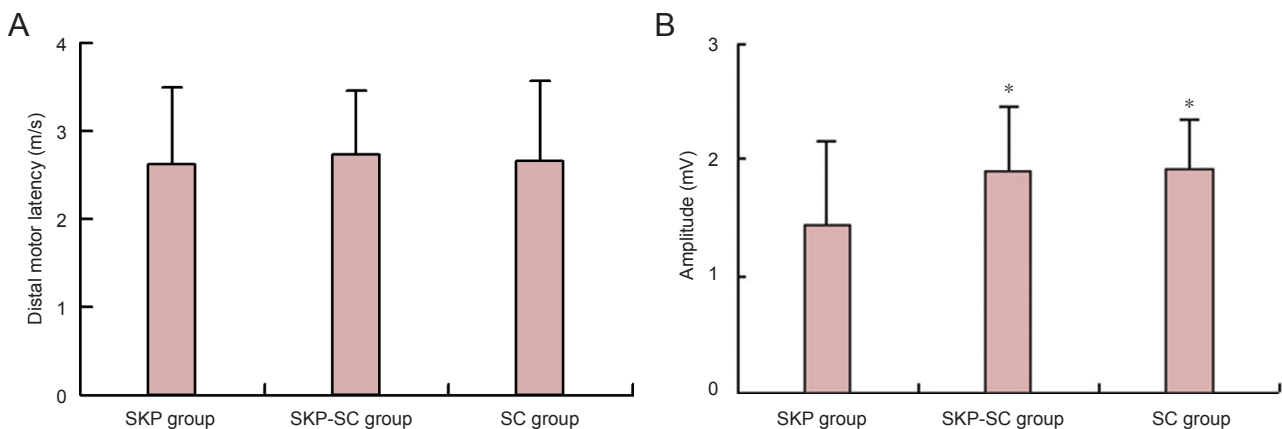 A
Distal motor latency (m/s)
4
3
2
1
0
SKP group
SKP-SC group
SC group
B
Amplitude (mV)
3
2
1
0
*
*
SKP group
SKP-SC group
SC group